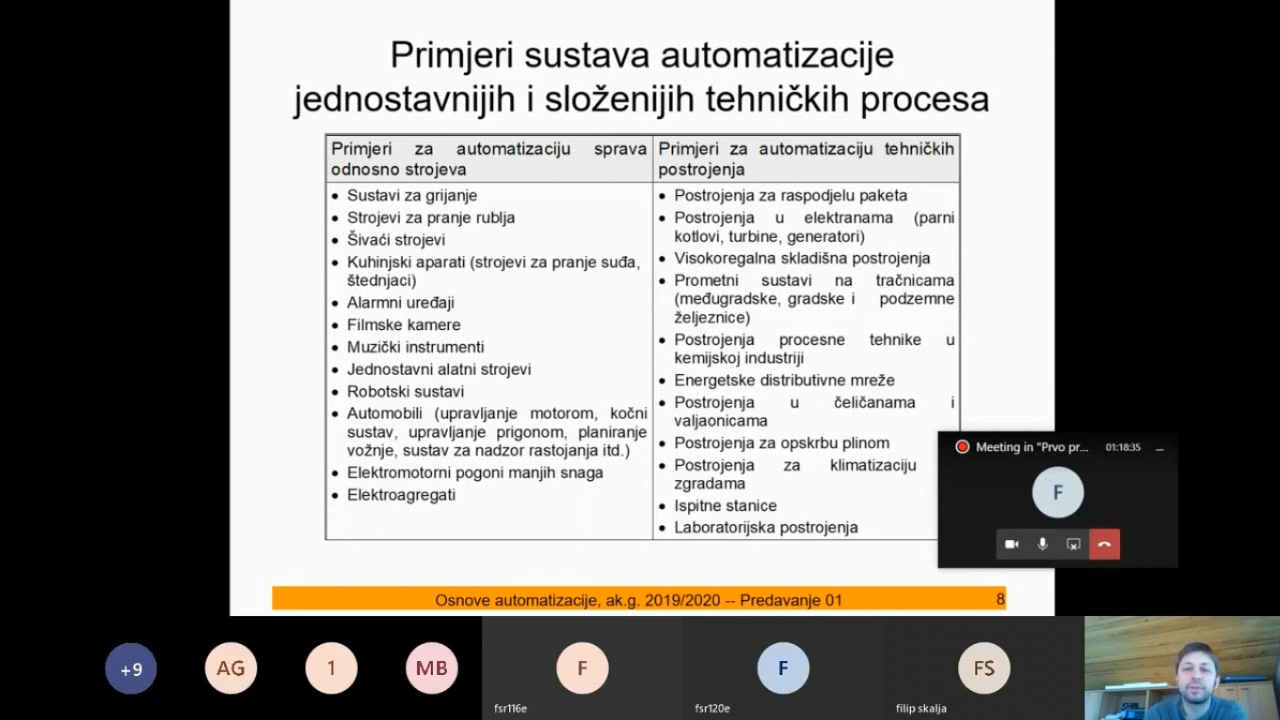 Primjeri sustava automatizacije
jednostavnijih i složenijih tehničkih procesa
Primjeri za automatizaciju sprava
odnosno strojeva
Sustavi za grijanje
Strojevi za pranje rublja
Šivaći strojevi
Kuhinjski aparati (strojevi za pranje suđa,
štednjaci)
Alarmni uređaji
Filmske kamere
Muzički instrumenti
Jednostavni alatni strojevi
Robotski sustavi
Automobili (upravljanje motorom, kočni
sustav, upravljanje prigonom, planiranje
vožnje, sustav za nadzor rastojanja itd.)
Elektromotorni pogoni manjih snaga
Elektroagregati
Primjeri za automatizaciju tehničkih
postrojenja
Postrojenja za raspodjelu paketa
Postrojenja u elektranama (parni
kotlovi, turbine, generatori)
Visokoregalna skladišna postrojenja
Prometni sustavi na tračnicama
(međugradske, gradske i podzemne
željeznice)
Postrojenja procesne tehnike u
kemijskoj industriji
Energetske distributivne mreže
Postrojenja u čeličanama i
valjaonicama
Postrojenja za opskrbu plinom
Postrojenja za klimatizaciju
zgradama
Ispitne stanice
Laboratorijska postrojenja
Meeting in "Prvo pr... 01:18:35
F
Osnove automatizacije, ak.g. 2019/2020 -- Predavanje 01 8
+9 AG 1 MB F F FS
fsr116e fsr120e filip skalja